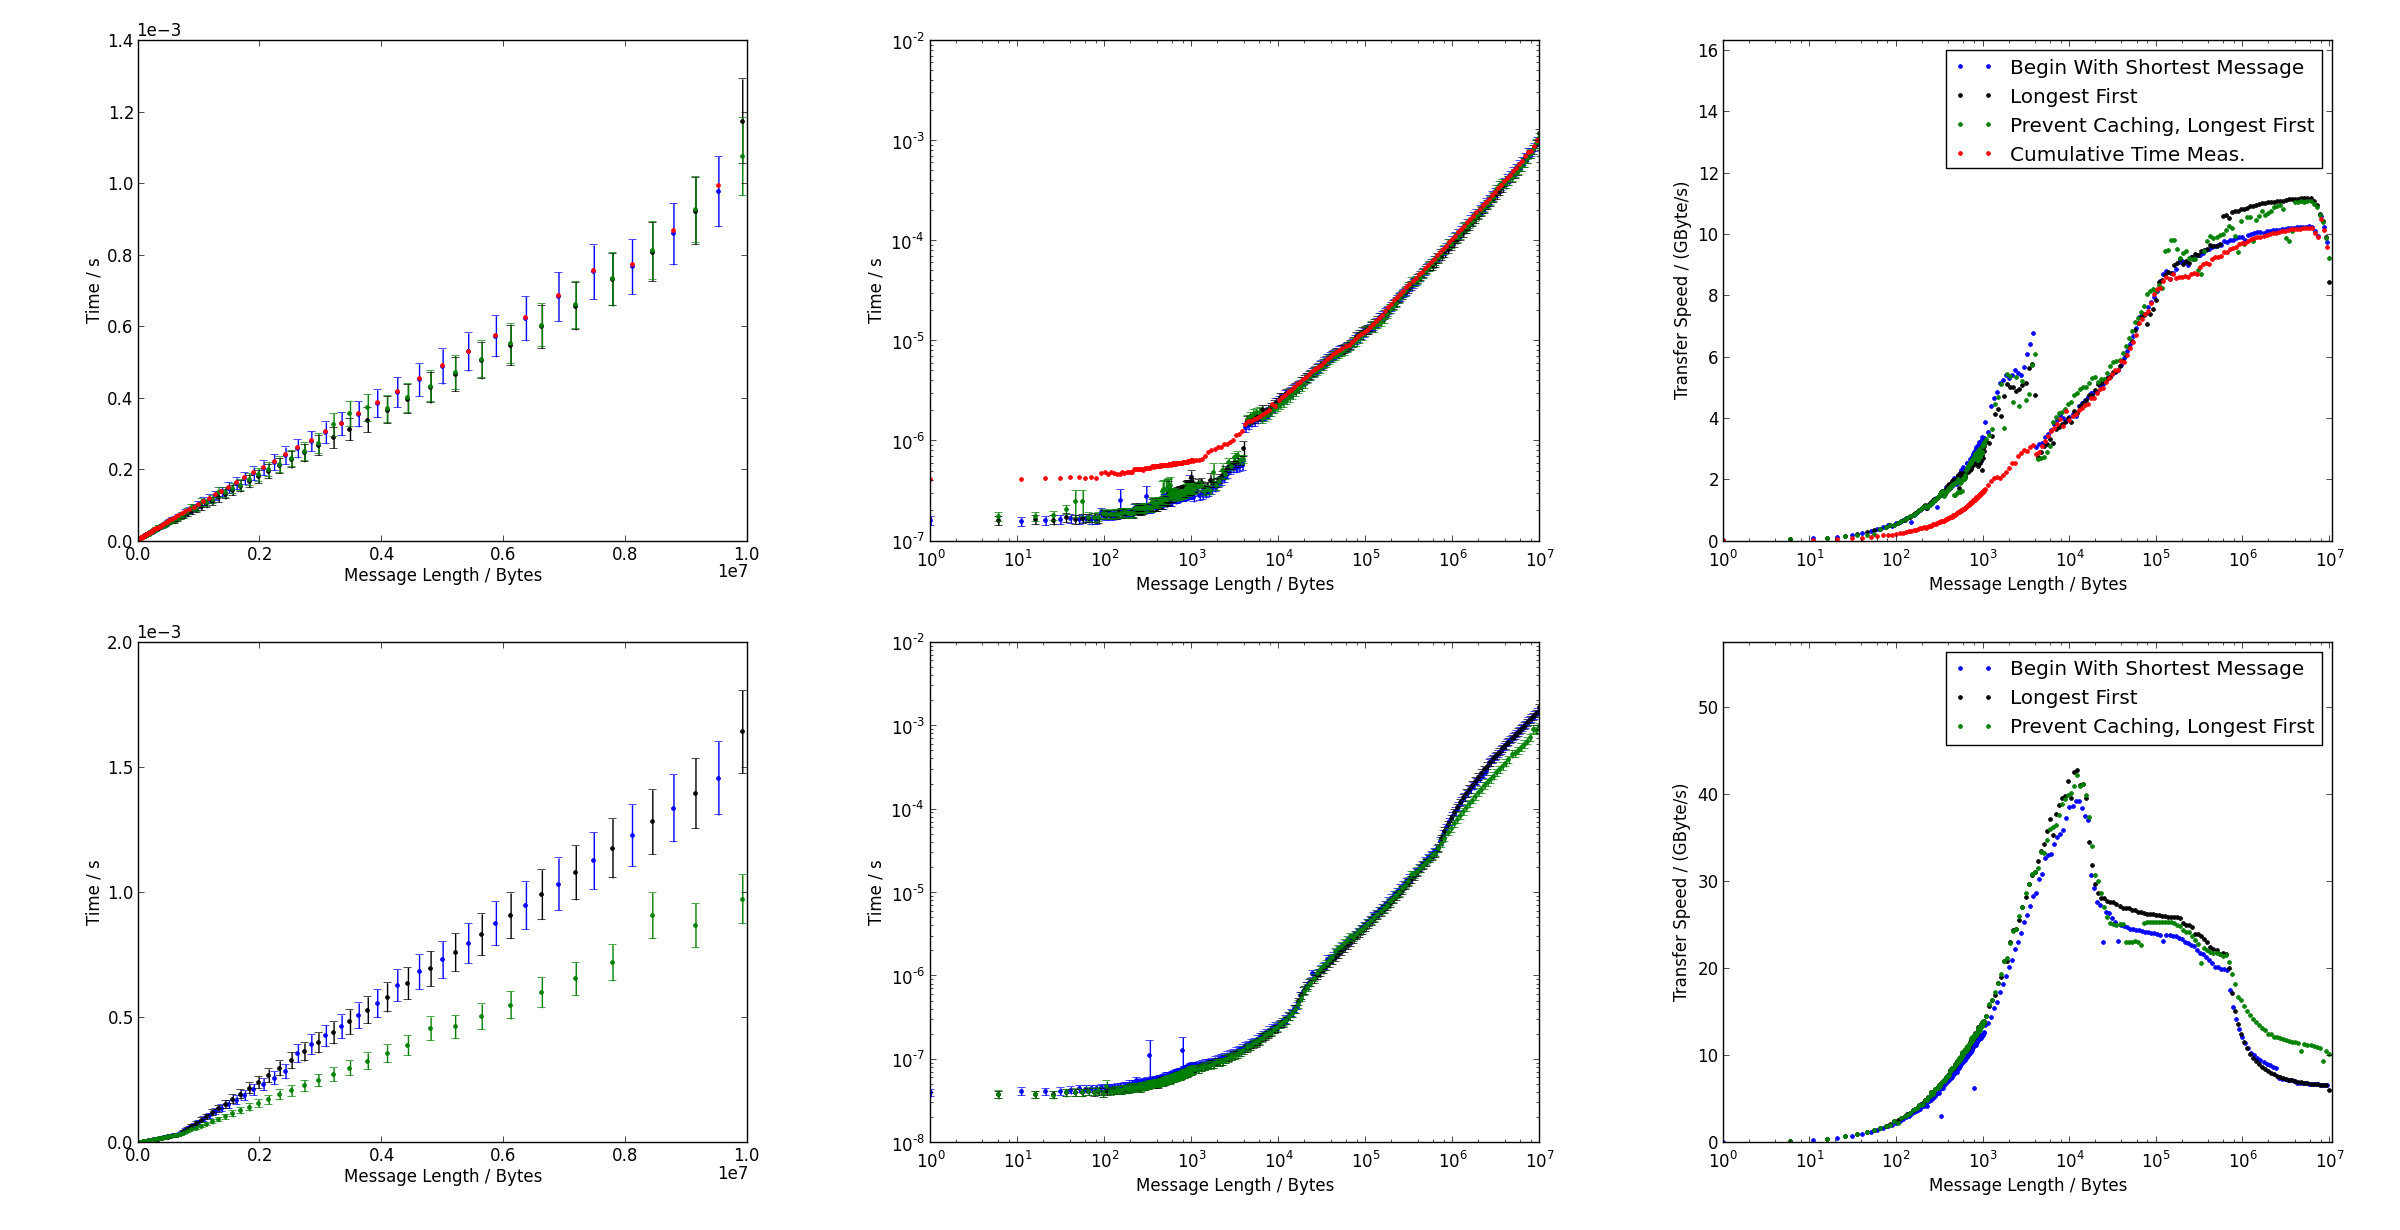 1e−3
1.4
1.2
1.0
0.8
0.6
0.4
0.2
0.0
Time / s
0.0 0.2 0.4 0.6 0.8 1.0
1e7
Message Length / Bytes
10^-2
10^-3
10^-4
10^-5
10^-6
10^-7
Time / s
10^0 10^1 10^2 10^3 10^4 10^5 10^6 10^7
Message Length / Bytes
16
14
12
10
8
6
4
2
0
Transfer Speed / (GByte/s)
Begin With Shortest Message
Longest First
Prevent Caching, Longest First
Cumulative Time Meas.
10^0 10^1 10^2 10^3 10^4 10^5 10^6 10^7
Message Length / Bytes
1e−3
2.0
1.5
1.0
0.5
0.0
Time / s
0.0 0.2 0.4 0.6 0.8 1.0
1e7
Message Length / Bytes
10^-2
10^-3
10^-4
10^-5
10^-6
10^-7
10^-8
Time / s
10^0 10^1 10^2 10^3 10^4 10^5 10^6 10^7
Message Length / Bytes
50
40
30
20
10
0
Transfer Speed / (GByte/s)
Begin With Shortest Message
Longest First
Prevent Caching, Longest First
10^0 10^1 10^2 10^3 10^4 10^5 10^6 10^7
Message Length / Bytes